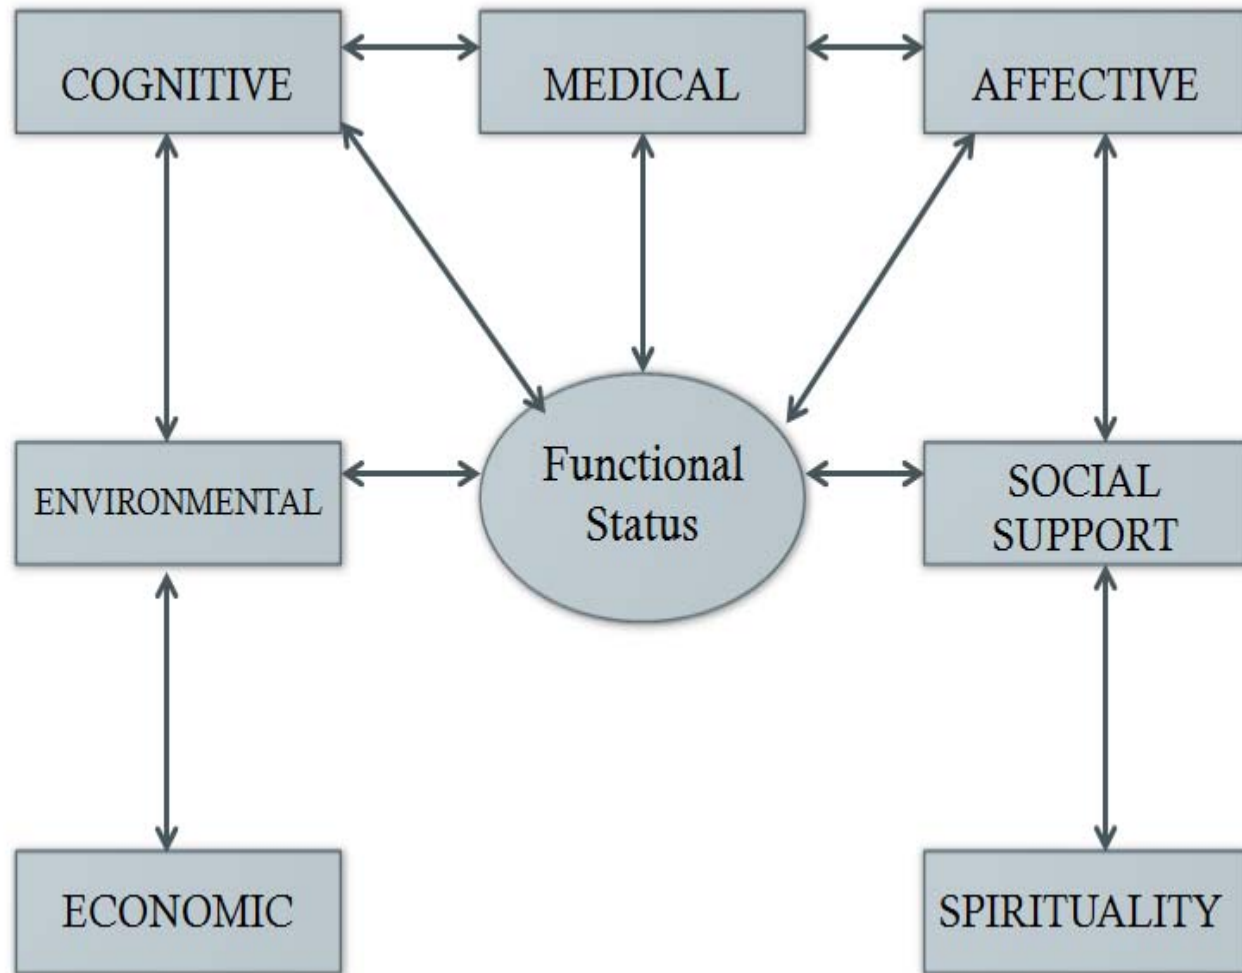 COGNITIVE
MEDICAL
AFFECTIVE
ENVIRONMENTAL
Functional
Status
SOCIAL
SUPPORT
ECONOMIC
SPIRITUALITY